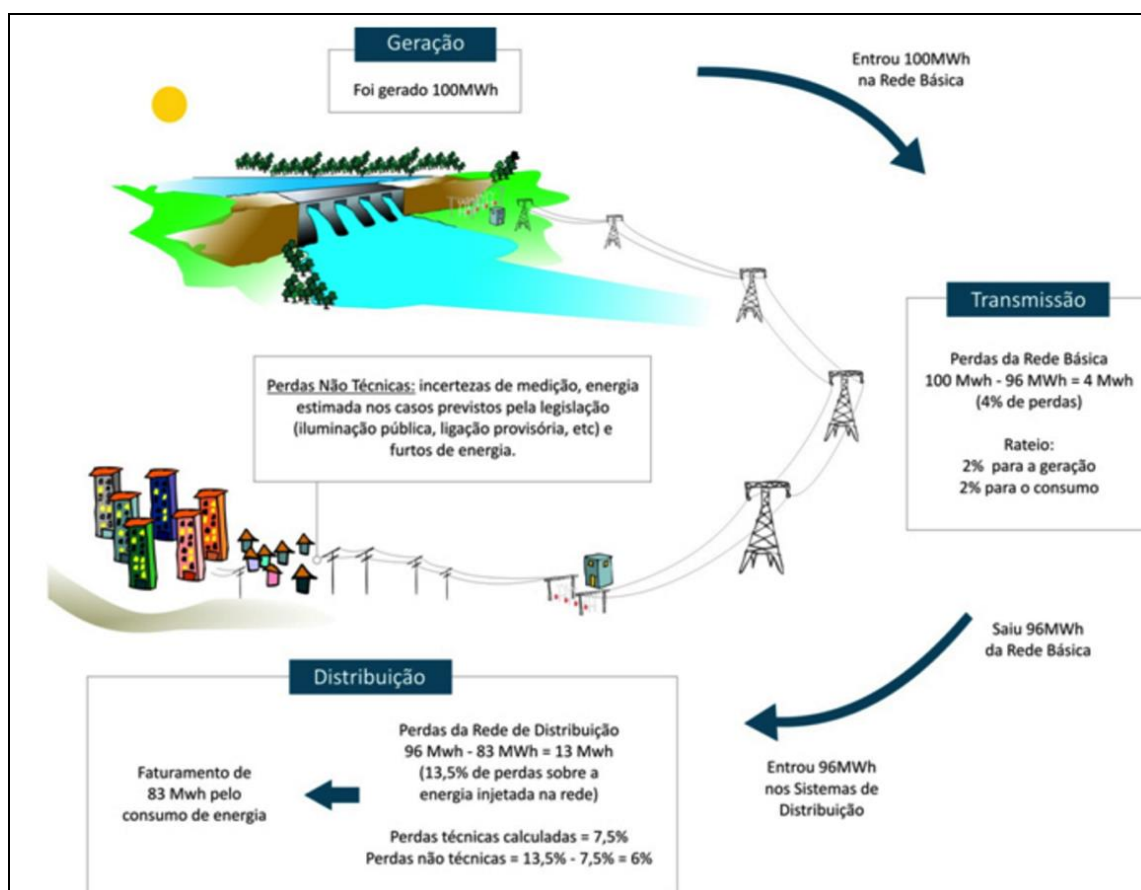 Geração
Foi gerado 100MWh
Entrou 100MWh
na Rede Básica
Transmissão
Perdas da Rede Básica
100 Mwh - 96 MWh = 4 Mwh
(4% de perdas)
Rateio:
2% para a geração
2% para o consumo
Perdas Não Técnicas: incertezas de medição, energia
estimada nos casos previstos pela legislação
(iluminação pública, ligação provisória, etc) e
furtos de energia.
Saiu 96MWh
da Rede Básica
Entrou 96MWh
nos Sistemas de
Distribuição
Distribuição
Perdas da Rede de Distribuição
96 Mwh - 83 MWh = 13 Mwh
(13,5% de perdas sobre a
energia injetada na rede)
Perdas técnicas calculadas = 7,5%
Perdas não técnicas = 13,5% - 7,5% = 6%
Faturamento de
83 Mwh pelo
consumo de energia